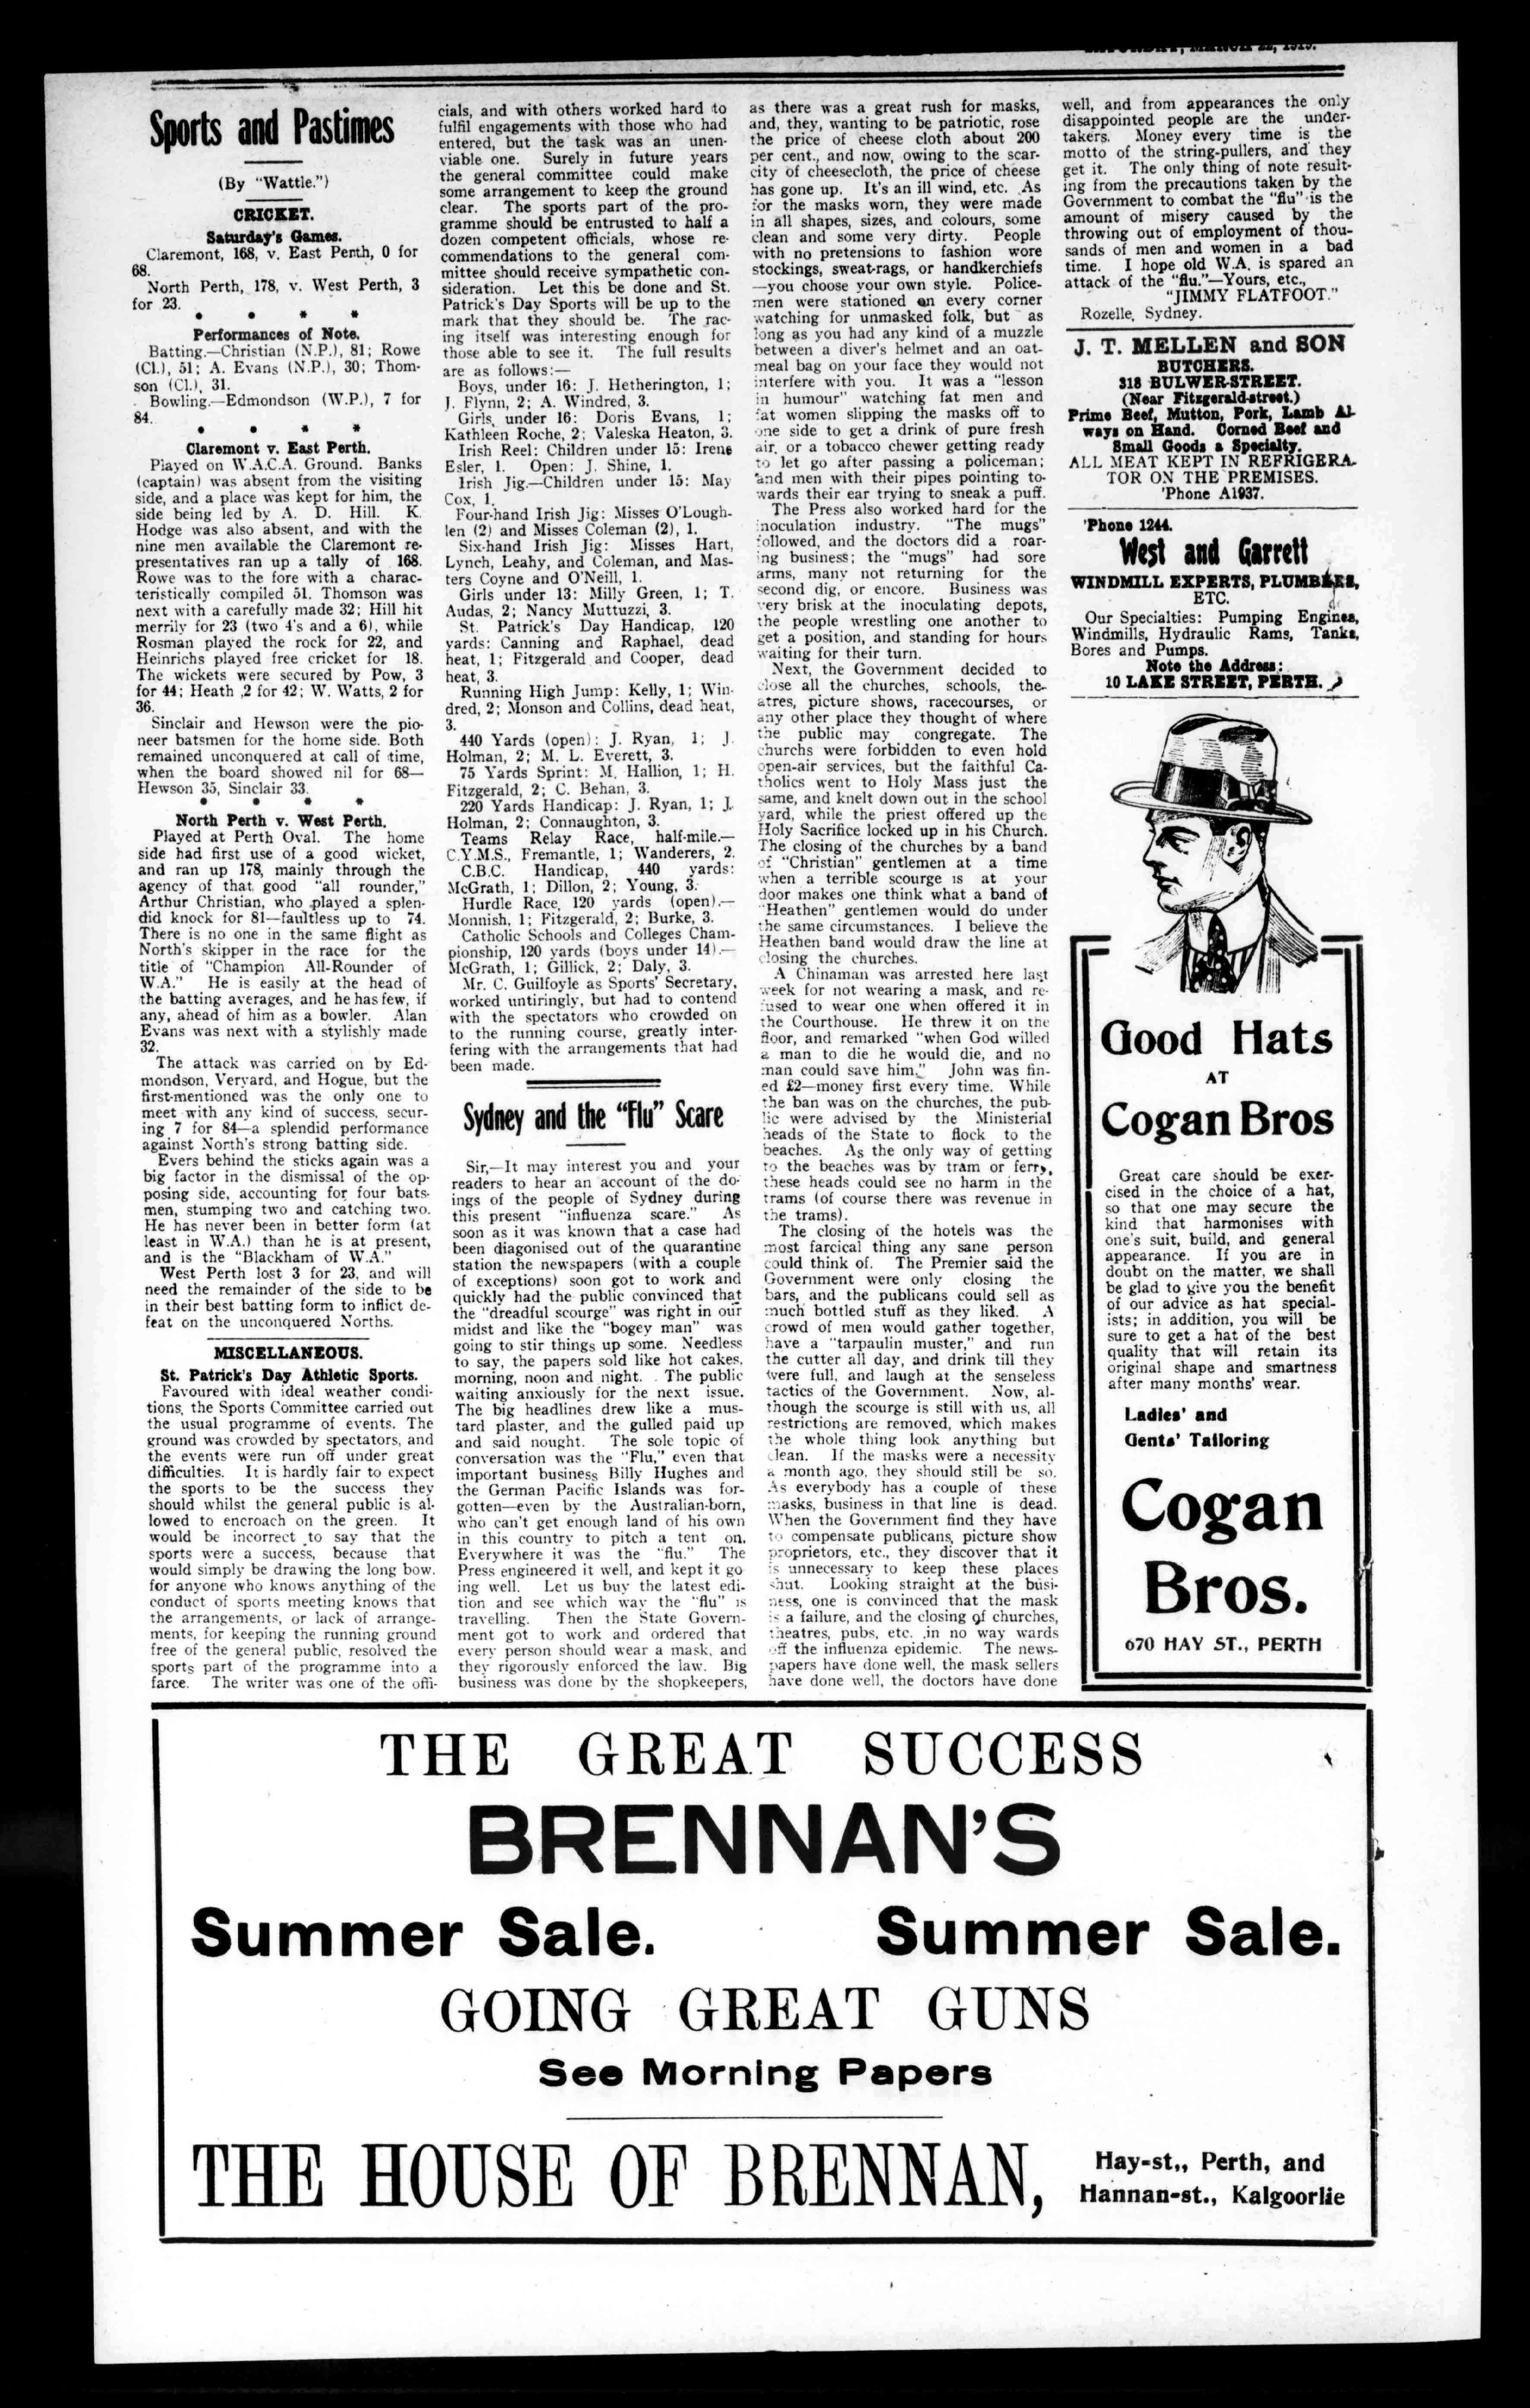 Sports and Pastimes
(By "Wattle.")
CRICKET.
Saturday's Games.
Claremont, 168, v. East Perth, 0 for
68.
North Perth, 178, v. West Perth, 3
for 23.
* * * *
Performances of Note.
Batting.—Christian (N.P.), 81; Rowe
(Cl.), 51; A. Evans (N.P.), 30; Thom-
son (Cl.), 31.
Bowling.—Edmondson (W.P.), 7 for
84.
* * * *
Claremont v. East Perth.
Played on W.A.C.A. Ground. Banks
(captain) was absent from the visiting
side, and a place was kept for him, the
side being led by A. D. Hill. K.
Hodge was also absent, and with the
nine men available the Claremont re-
presentatives ran up a tally of 168.
Rowe was to the fore with a charac-
teristically compiled 51. Thomson was
next with a carefully made 32; Hill hit
merrily for 23 (two 4's and a 6), while
Rosman played the rock for 22, and
Heinrichs played free cricket for 18.
The wickets were secured by Pow, 3
for 44; Heath ,2 for 42; W. Watts, 2 for
36.
Sinclair and Hewson were the pio-
neer batsmen for the home side. Both
remained unconquered at call of time,
when the board showed nil for 68—
Hewson 35, Sinclair 33.
* * * *
North Perth v. West Perth.
Played at Perth Oval. The home
side had first use of a good wicket,
and ran up 178, mainly through the
agency of that good "all rounder,"
Arthur Christian, who played a splen-
did knock for 81—faultless up to 74.
There is no one in the same flight as
North's skipper in the race for the
title of "Champion All-Rounder of
W.A." He is easily at the head of
the batting averages, and he has few, if
any, ahead of him as a bowler. Alan
Evans was next with a stylishly made
32.
The attack was carried on by Ed-
mondson, Veryard, and Hogue, but the
first-mentioned was the only one to
meet with any kind of success, secur-
ing 7 for 84—a splendid performance
against North's strong batting side.
Evers behind the sticks again was a
big factor in the dismissal of the op-
posing side, accounting for four bats-
men, stumping two and catching two.
He has never been in better form (at
least in W.A.) than he is at present,
and is the "Blackham of W.A."
West Perth lost 3 for 23, and will
need the remainder of the side to be
in their best batting form to inflict de-
feat on the unconquered Norths.
MISCELLANEOUS.
St. Patrick's Day Athletic Sports.
Favoured with ideal weather condi-
tions, the Sports Committee carried out
the usual programme of events. The
ground was crowded by spectators, and
the events were run off under great
difficulties. It is hardly fair to expect
the sports to be the success they
should whilst the general public is al-
lowed to encroach on the green. It
would be incorrect to say that the
sports were a success, because that
would simply be drawing the long bow.
for anyone who knows anything of the
conduct of sports meeting knows that
the arrangements, or lack of arrange-
ments, for keeping the running ground
free of the general public, resolved the
sports part of the programme into a
farce. The writer was one of the offi-
cials, and with others worked hard to
fulfil engagements with those who had
entered, but the task was an unen-
viable one. Surely in future years
the general committee could make
some arrangement to keep the ground
clear. The sports part of the pro-
gramme should be entrusted to half a
dozen competent officials, whose re-
commendations to the general com-
mittee should receive sympathetic con-
sideration. Let this be done and St.
Patrick's Day Sports will be up to the
mark that they should be. The rac-
ing itself was interesting enough for
those able to see it. The full results
are as follows:—
Boys, under 16: J. Hetherington, 1;
J. Flynn, 2; A. Windred, 3.
Girls, under 16: Doris Evans, 1;
Kathleen Roche, 2; Valeska Heaton, 3.
Irish Reel: Children under 15: Irene
Esler, 1. Open: J. Shine, 1.
Irish Jig.—Children under 15: May
Cox, 1.
Four-hand Irish Jig: Misses O'Lough-
len (2) and Misses Coleman (2), 1.
Six-hand Irish Jig: Misses Hart,
Lynch, Leahy, and Coleman, and Mas-
ters Coyne and O'Neill, 1.
Girls under 13: Milly Green, 1; T.
Audas, 2; Nancy Muttuzzi, 3.
St. Patrick's Day Handicap, 120
yards: Canning and Raphael, dead
heat, 1; Fitzgerald and Cooper, dead
heat, 3.
Running High Jump: Kelly, 1; Win-
dred, 2; Monson and Collins, dead heat,
3.
440 Yards (open): J. Ryan, 1; J.
Holman, 2; M. L. Everett, 3.
75 Yards Sprint: M. Hallion, 1; H.
Fitzgerald, 2; C. Behan, 3.
220 Yards Handicap: J. Ryan, 1; J.
Holman, 2; Connaughton, 3.
Teams Relay Race, half-mile.—
C.Y.M.S., Fremantle, 1; Wanderers, 2.
C.B.C. Handicap, 440 yards:
McGrath, 1; Dillon, 2; Young, 3.
Hurdle Race, 120 yards (open).—
Monnish, 1; Fitzgerald, 2; Burke, 3.
Catholic Schools and Colleges Cham-
pionship, 120 yards (boys under 14).—
McGrath, 1; Gillick, 2; Daly, 3.
Mr. C. Guilfoyle as Sports' Secretary,
worked untiringly, but had to contend
with the spectators who crowded on
to the running course, greatly inter-
fering with the arrangements that had
been made.
Sydney and the "Flu" Scare
Sir,—It may interest you and your
readers to hear an account of the do-
ings of the people of Sydney during
this present "influenza scare." As
soon as it was known that a case had
been diagonised out of the quarantine
station the newspapers (with a couple
of exceptions) soon got to work and
quickly had the public convinced that
the "dreadful scourge" was right in our
midst and like the "bogey man" was
going to stir things up some. Needless
to say, the papers sold like hot cakes,
morning, noon and night. The public
waiting anxiously for the next issue.
The big headlines drew like a mus-
tard plaster, and the gulled paid up
and said nought. The sole topic of
conversation was the "Flu," even that
important business Billy Hughes and
the German Pacific Islands was for-
gotten—even by the Australian-born,
who can't get enough land of his own
in this country to pitch a tent on.
Everywhere it was the "flu." The
Press engineered it well, and kept it go
ing well. Let us buy the latest edi-
tion and see which way the "flu" is
travelling. Then the State Govern-
ment got to work and ordered that
every person should wear a mask, and
they rigorously enforced the law. Big
business was done by the shopkeepers,
as there was a great rush for masks,
and, they, wanting to be patriotic, rose
the price of cheese cloth about 200
per cent., and now, owing to the scar-
city of cheesecloth, the price of cheese
has gone up. It's an ill wind, etc. As
for the masks worn, they were made
in all shapes, sizes, and colours, some
clean and some very dirty. People
with no pretensions to fashion wore
stockings, sweat-rags, or handkerchiefs
—you choose your own style. Police-
men were stationed on every corner
watching for unmasked folk, but as
long as you had any kind of a muzzle
between a diver's helmet and an oat-
meal bag on your face they would not
interfere with you. It was a "lesson
in humour" watching fat men and
fat women slipping the masks off to
one side to get a drink of pure fresh
air, or a tobacco chewer getting ready
to let go after passing a policeman;
and men with their pipes pointing to-
wards their ear trying to sneak a puff.
The Press also worked hard for the
inoculation industry. "The mugs"
followed, and the doctors did a roar-
ing business; the "mugs" had sore
arms, many not returning for the
second dig, or encore. Business was
very brisk at the inoculating depots,
the people wrestling one another to
get a position, and standing for hours
waiting for their turn.
Next, the Government decided to
close all the churches, schools, the-
atres, picture shows, racecourses, or
any other place they thought of where
the public may congregate. The
churchs were forbidden to even hold
open-air services, but the faithful Ca-
tholics went to Holy Mass just the
same, and knelt down out in the school
yard, while the priest offered up the
Holy Sacrifice locked up in his Church.
The closing of the churches by a band
of "Christian" gentlemen at a time
when a terrible scourge is at your
door makes one think what a band of
"Heathen" gentlemen would do under
the same circumstances. I believe the
Heathen band would draw the line at
closing the churches.
A Chinaman was arrested here last
week for not wearing a mask, and re-
fused to wear one when offered it in
the Courthouse. He threw it on the
floor, and remarked "when God willed
a man to die he would die, and no
man could save him." John was fin-
ed £2—money first every time. While
the ban was on the churches, the pub-
lic were advised by the Ministerial
heads of the State to flock to the
beaches. As the only way of getting
to the beaches was by tram or ferry,
these heads could see no harm in the
trams (of course there was revenue in
the trams).
The closing of the hotels was the
most farcical thing any sane person
could think of. The Premier said the
Government were only closing the
bars, and the publicans could sell as
much bottled stuff as they liked. A
crowd of men would gather together,
have a "tarpaulin muster," and run
the cutter all day, and drink till they
were full, and laugh at the senseless
tactics of the Government. Now, al-
though the scourge is still with us, all
restrictions are removed, which makes
the whole thing look anything but
clean. If the masks were a necessity
a month ago, they should still be so.
As everybody has a couple of these
masks, business in that line is dead.
When the Government find they have
to compensate publicans, picture show
proprietors, etc., they discover that it
is unnecessary to keep these places
shut. Looking straight at the busi-
ness, one is convinced that the mask
is a failure, and the closing of churches,
theatres, pubs, etc. ,in no way wards
off the influenza epidemic. The news-
papers have done well, the mask sellers
have done well, the doctors have done
well, and from appearances the only
disappointed people are the under-
takers. Money every time is the
motto of the string-pullers, and they
get it. The only thing of note result-
ing from the precautions taken by the
Government to combat the "flu" is the
amount of misery caused by the
throwing out of employment of thou-
sands of men and women in a bad
time. I hope old W.A. is spared an
attack of the "flu."—Yours, etc.,
"JIMMY FLATFOOT."
Rozelle, Sydney.
J. T. MELLEN and SON
BUTCHERS.
318 BULWER-STREET.
(Near Fitzgerald-street.)
Prime Beef, Mutton, Pork, Lamb Al-
ways on Hand. Corned Beef and
Small Goods a Specialty.
ALL MEAT KEPT IN REFRIGERA-
TOR ON THE PREMISES.
'Phone A1937.
'Phone 1244.
West and Garrett
WINDMILL EXPERTS, PLUMBERS,
ETC.
Our Specialties: Pumping Engines,
Windmills, Hydraulic Rams, Tanks,
Bores and Pumps.
Note the Address:
10 LAKE STREET, PERTH.
Good Hats
AT
Cogan Bros
Great care should be exer-
cised in the choice of a hat,
so that one may secure the
kind that harmonises with
one's suit, build, and general
appearance. If you are in
doubt on the matter, we shall
be glad to give you the benefit
of our advice as hat special-
ists; in addition, you will be
sure to get a hat of the best
quality that will retain its
original shape and smartness
after many months' wear.
Ladies' and
Gents' Tailoring
Cogan
Bros.
670 HAY ST., PERTH
THE GREAT SUCCESS
BRENNAN'S
Summer Sale. Summer Sale.
GOING GREAT GUNS
See Morning Papers
THE HOUSE OF BRENNAN,
Hay-st,, Perth, and
Hannan-st., Kalgoorlie